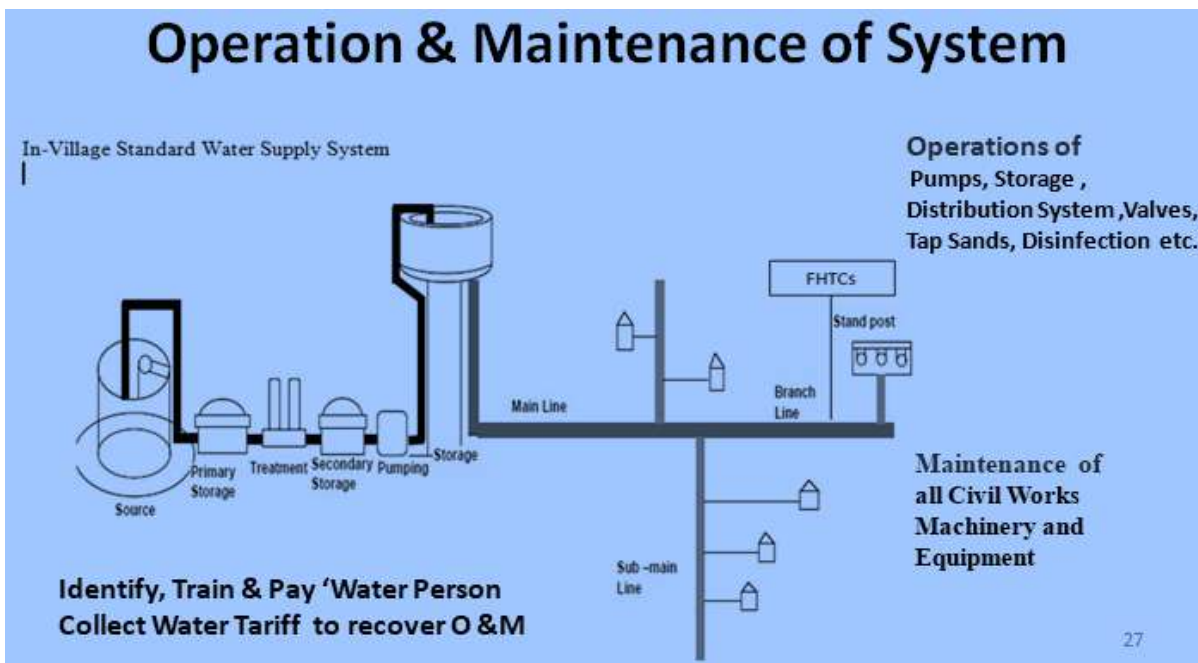 Operation & Maintenance of System
In-Village Standard Water Supply System
Operations of
Pumps, Storage ,
Distribution System ,Valves,
Tap Sands, Disinfection etc.
FHTCs
Stand post
Main Line
Branch
Line
Source
Primary
Storage
Treatment
Secondary
Storage
Pumping
Storage
Maintenance of
all Civil Works
Machinery and
Equipment
Sub –main
Line
Identify, Train & Pay ‘Water Person
Collect Water Tariff to recover O &M
27